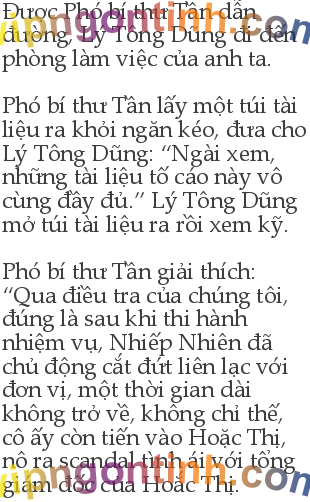 Được Phó bí thư Tần dẫn
đường, Lý Tông Dũng đi đến
phòng làm việc của anh ta.
Phó bí thư Tần lấy một túi tài
liệu ra khỏi ngăn kéo, đưa cho
Lý Tông Dũng: “Ngài xem,
những tài liệu tố cáo này vô
cùng đầy đủ.” Lý Tông Dũng
mở túi tài liệu ra rồi xem kỹ.
Phó bí thư Tần giải thích:
“Qua điều tra của chúng tôi,
đúng là sau khi thi hành
nhiệm vụ, Nhiếp Nhiên đã
chủ động cắt đứt liên lạc với
đơn vị, một thời gian dài
không trở về, không chỉ thế,
cô ấy còn tiến vào Hoặc Thị,
nổ ra scandal tình ái với tổng
giám đốc của Hoắc Thị.
vipngontinh.com
vipngontinh.com